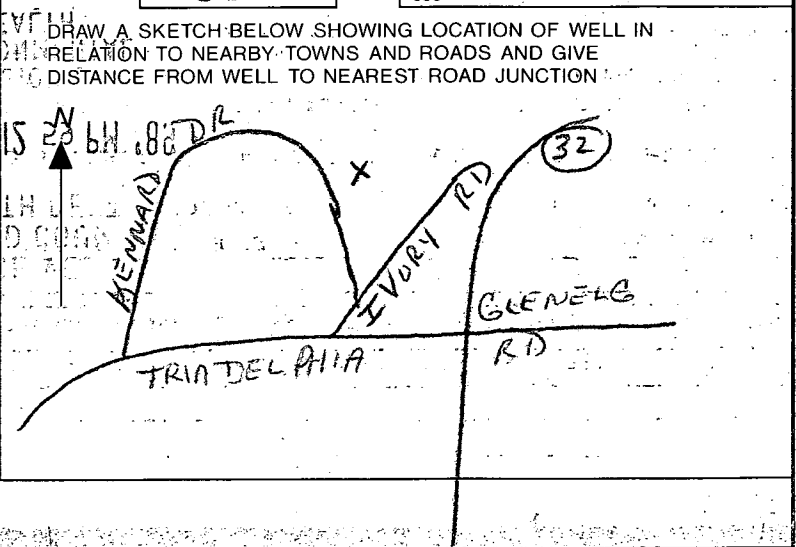 DRAW A SKETCH BELOW SHOWING LOCATION OF WELL IN
RELATION TO NEARBY TOWNS AND ROADS AND GIVE
DISTANCE FROM WELL TO NEAREST ROAD JUNCTION
N
KENNARD DR
X
IVORY RD
32
GLENELG
TRIADELPHIA RD